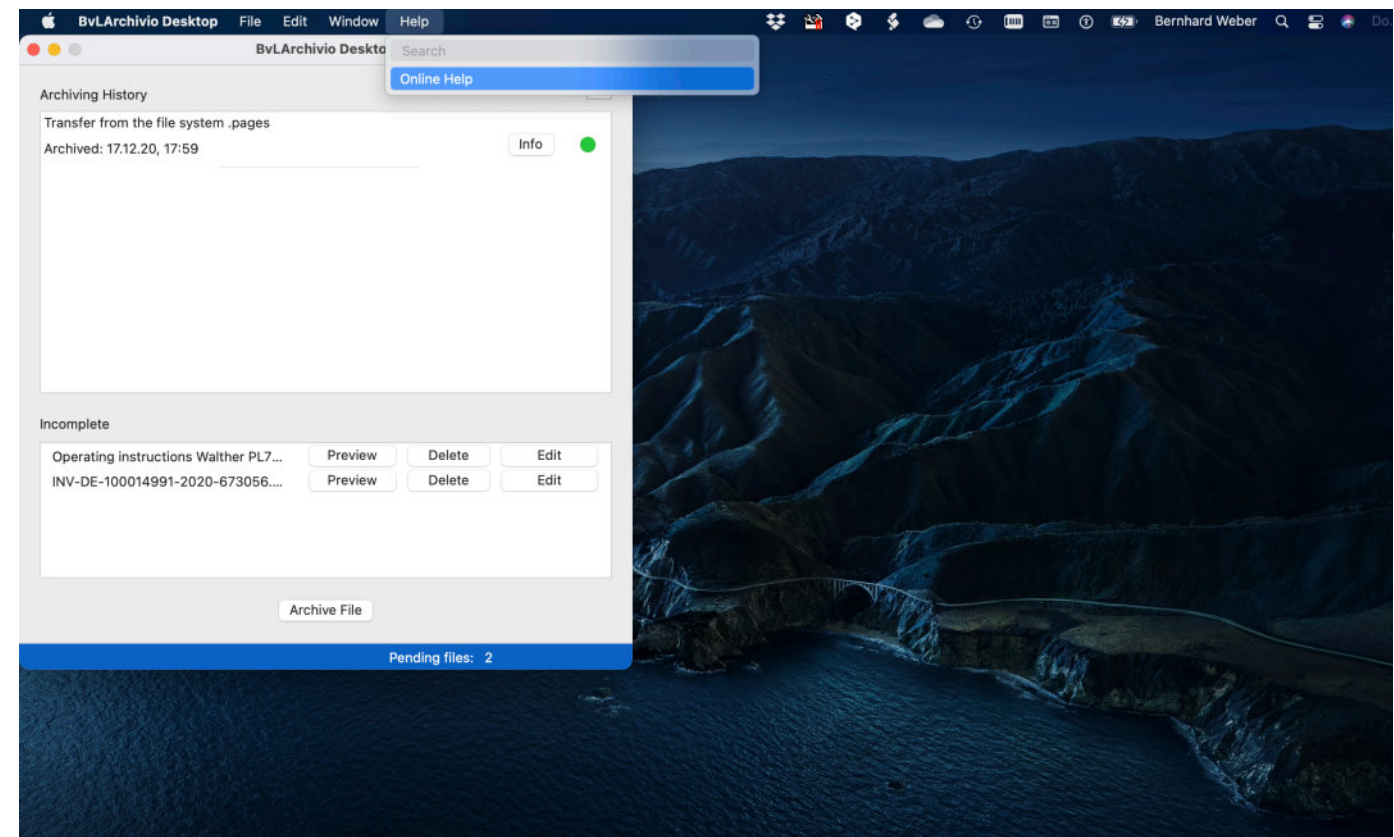 BvLArchivio Desktop File Edit Window Help Bernhard Weber Do.
BvLArchivio Deskto
Search
Online Help
Archiving History
Transfer from the file system .pages
Archived: 17.12.20, 17:59 Info
Incomplete
Operating instructions Walther PL7... Preview Delete Edit
INV-DE-100014991-2020-673056.... Preview Delete Edit
Archive File
Pending files: 2